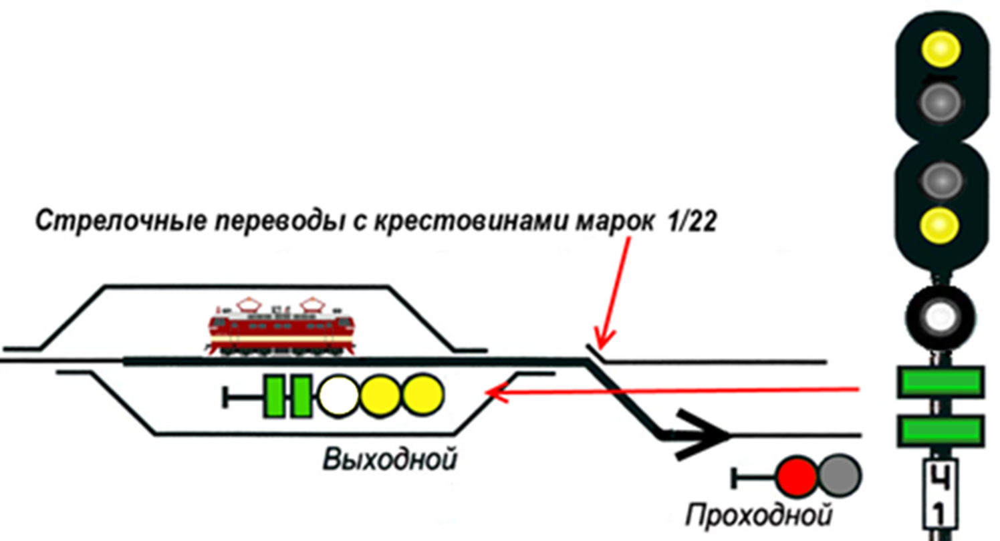 Стрелочные переводы с крестовинами марок 1/22
Выходной
Проходной
Ч
1